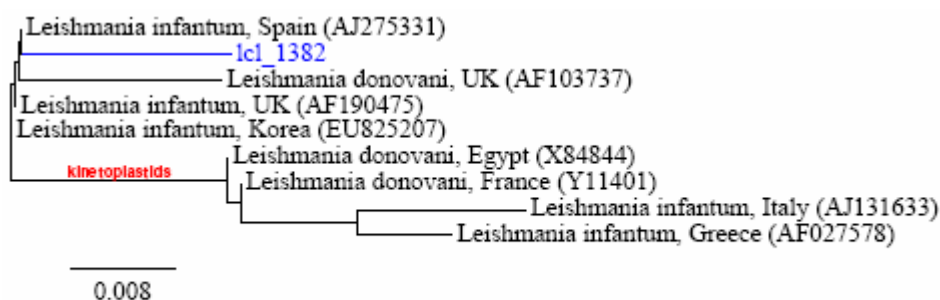 Leishmania infantum, Spain (AJ275331)
lcl_1382
Leishmania donovani, UK (AF103737)
Leishmania infantum, UK (AF190475)
Leishmania infantum, Korea (EU825207)
Leishmania donovani, Egypt (X84844)
kinetoplastids
Leishmania donovani, France (Y11401)
Leishmania infantum, Italy (AJ131633)
Leishmania infantum, Greece (AF027578)
0.008